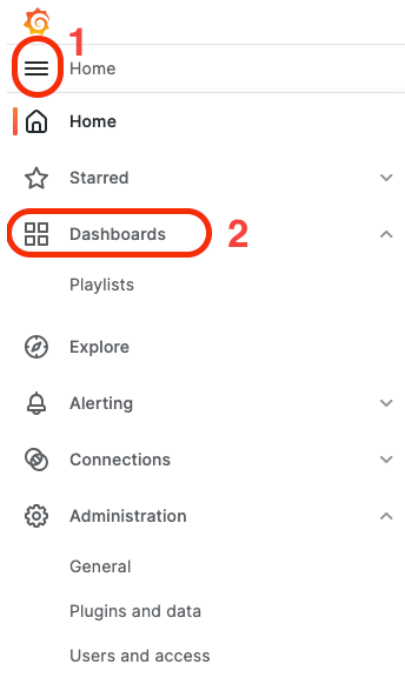 1
Home
Home
Starred
Dashboards 2
Playlists
Explore
Alerting
Connections
Administration
General
Plugins and data
Users and access